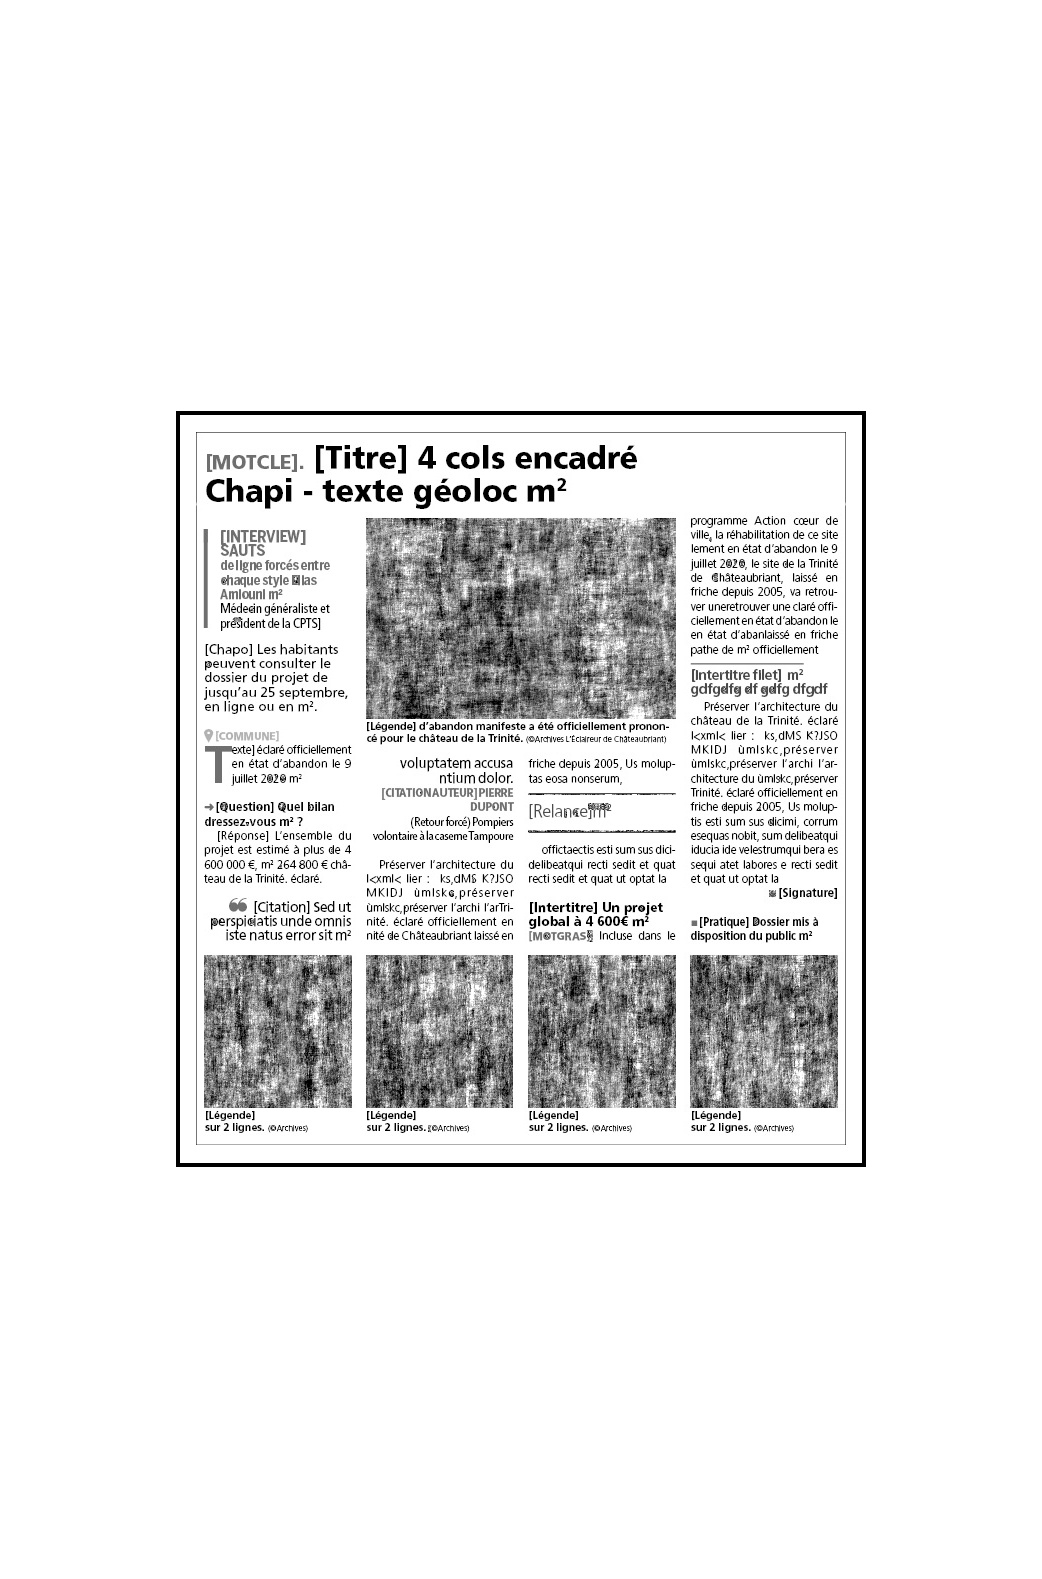 [MOTCLE]. [Titre] 4 cols encadré
Chapi - texte géoloc m²
[INTERVIEW]
SAUTS
de ligne forcés entre
chaque style
Amlouni m²
Médecin généraliste et
président de la CPTS]
[Chapo] Les habitants
peuvent consulter le
dossier du projet de
jusqu’au 25 septembre,
en ligne ou en m².
[COMMUNE]
Texte] éclaré officiellement
en état d’abandon le 9
juillet 2020 m²
➔ [Question] Quel bilan
dressez-vous m² ?
[Réponse] L’ensemble du
projet est estimé à plus de 4
600 000 €, m² 264 800 € châ-
teau de la Trinité. éclaré.
❝ [Citation] Sed ut
perspiciatis unde omnis
iste natus error sit m²
[Légende] d’abandon manifeste a été officiellement pronon-
cé pour le château de la Trinité. (©Archives L’Éclaireur de Châteaubriant)
voluptatem accusa
ntium dolor.
[CITATIONAUTEUR] PIERRE
DUPONT
(Retour forcé) Pompiers
volontaire à la caserne Tampoure
Préserver l’architecture du
l<xml< lier : ks,dMS K?JSO
MKIDJ ùmlskc,préserver
ùmlskc,préserver l’archi l’arTri-
nité. éclaré officiellement en
nité de Châteaubriant laissé en
friche depuis 2005, Us molup-
tas eosa nonserum,
[Relance]m²
offictaectis esti sum sus dici-
delibeatqui recti sedit et quat
recti sedit et quat ut optat la
[Intertitre] Un projet
global à 4 600€ m²
[MOTGRAS] Incluse dans le
programme Action cœur de
ville, la réhabilitation de ce site
lement en état d’abandon le 9
juillet 2020, le site de la Trinité
de Châteaubriant, laissé en
friche depuis 2005, va retrou-
ver uneretrouver une claré offi-
ciellement en état d’abandon le
en état d’abanlaissé en friche
pathe de m² officiellement
[Intertitre filet] m²
gdfgdfg df gdfg dfgdf
Préserver l’architecture du
château de la Trinité. éclaré
l<xml< lier : ks,dMS K?JSO
MKIDJ ùmlskc,préserver
ùmlskc,préserver l’archi l’ar-
chitecture du ùmlskc,préserver
Trinité. éclaré officiellement en
friche depuis 2005, Us molup-
tis esti sum sus dicimi, corrum
esequas nobit, sum delibeatqui
iducia ide velestrumqui bera es
sequi atet labores e recti sedit
et quat ut optat la
[Signature]
■ [Pratique] Dossier mis à
disposition du public m²
[Légende]
sur 2 lignes. (©Archives)
[Légende]
sur 2 lignes. (©Archives)
[Légende]
sur 2 lignes. (©Archives)
[Légende]
sur 2 lignes. (©Archives)